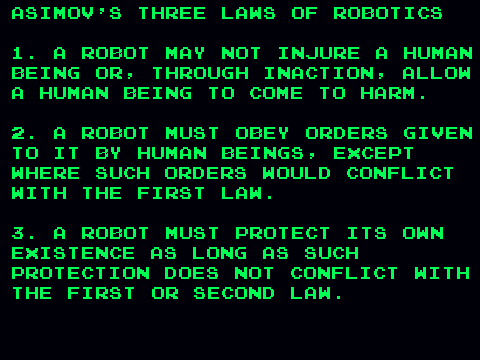 ASIMOV'S THREE LAWS OF ROBOTICS
1. A ROBOT MAY NOT INJURE A HUMAN
BEING OR, THROUGH INACTION, ALLOW
A HUMAN BEING TO COME TO HARM.
2. A ROBOT MUST OBEY ORDERS GIVEN
TO IT BY HUMAN BEINGS, EXCEPT
WHERE SUCH ORDERS WOULD CONFLICT
WITH THE FIRST LAW.
3. A ROBOT MUST PROTECT ITS OWN
EXISTENCE AS LONG AS SUCH
PROTECTION DOES NOT CONFLICT WITH
THE FIRST OR SECOND LAW.